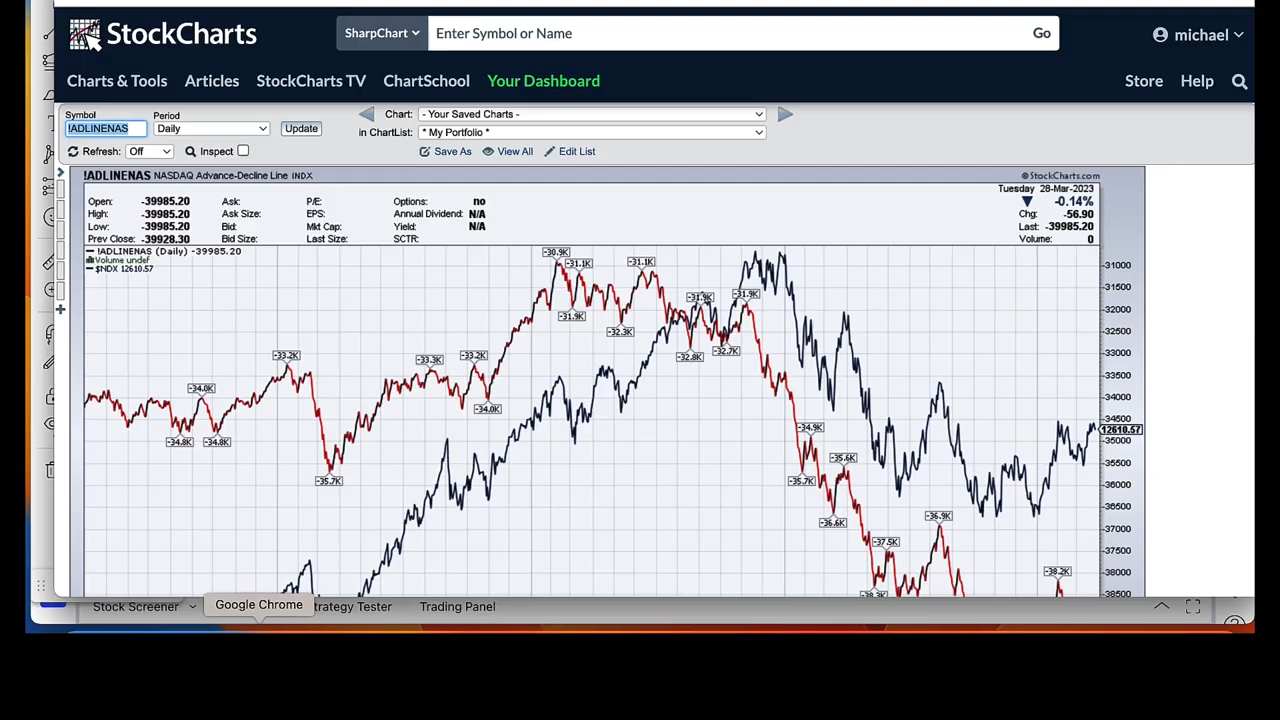 StockCharts
SharpChart
Enter Symbol or Name
Go
michael
Charts & Tools
Articles
StockCharts TV
ChartSchool
Your Dashboard
Store
Help
Symbol
Period
!ADLINENAS
Daily
Update
Chart:
- Your Saved Charts -
in ChartList:
* My Portfolio *
Refresh:
Off
Inspect
Save As
View All
Edit List
!ADLINENAS NASDAQ Advance-Decline Line INDX
© StockCharts.com
Tuesday 28-Mar-2023
Open: -39985.20 Ask: P/E: Options: no
-0.14%
High: -39985.20 Ask Size: EPS: Annual Dividend: N/A
Chg: -56.90
Low: -39985.20 Bid: Mkt Cap: Yield: N/A
Last: -39985.20
Prev Close: -39928.30 Bid Size: Last Size: SCTR:
Volume: 0
!ADLINENAS (Daily) -39985.20
Volume undef
$NDX 12610.57
-30.9K
-31.1K
-31.1K
-31000
-31500
-31.9K
-31.9K
-31.9K
-32000
-32.3K
-32500
-32.8K
-32.7K
-33.2K
-33.3K
-33.2K
-33000
-33500
-34.0K
-34.0K
-34000
-34500
-34.9K
12610.57
-34.8K
-34.8K
-35000
-35.6K
-35500
-35.7K
-35.7K
-36000
-36.6K
-36.9K
-36500
-37000
-37.5K
-37500
-38.2K
-38000
-38.3K
-38500
Stock Screener
Google Chrome
trategy Tester
Trading Panel